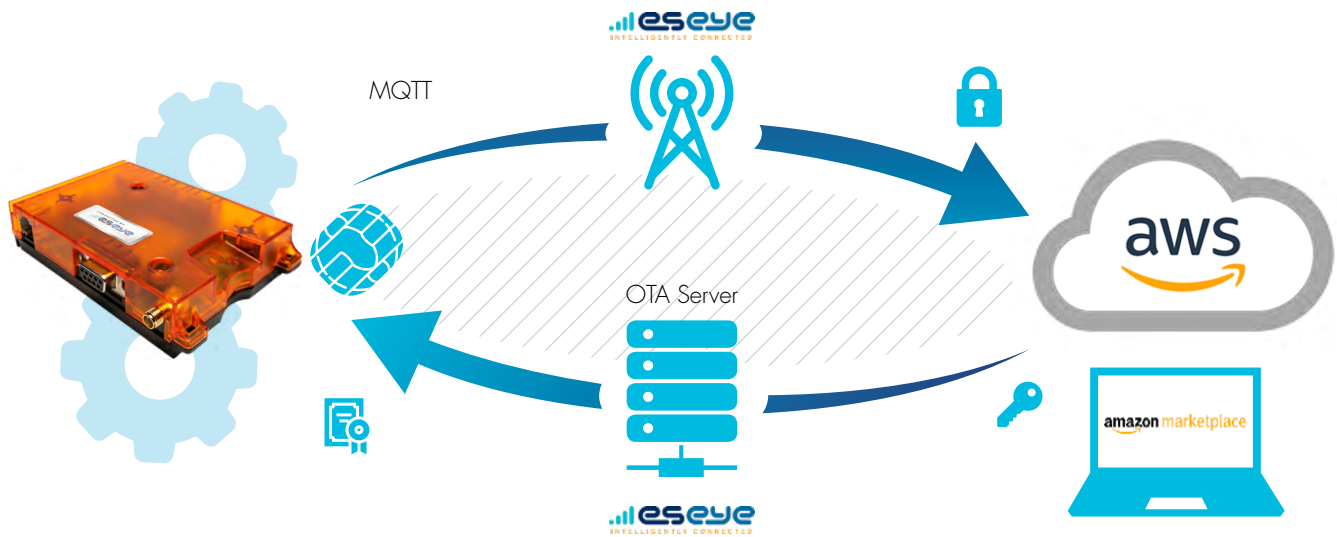 eseye
INTELLIGENTLY CONNECTED
MQTT
aws
OTA Server
amazon marketplace
eseye
INTELLIGENTLY CONNECTED